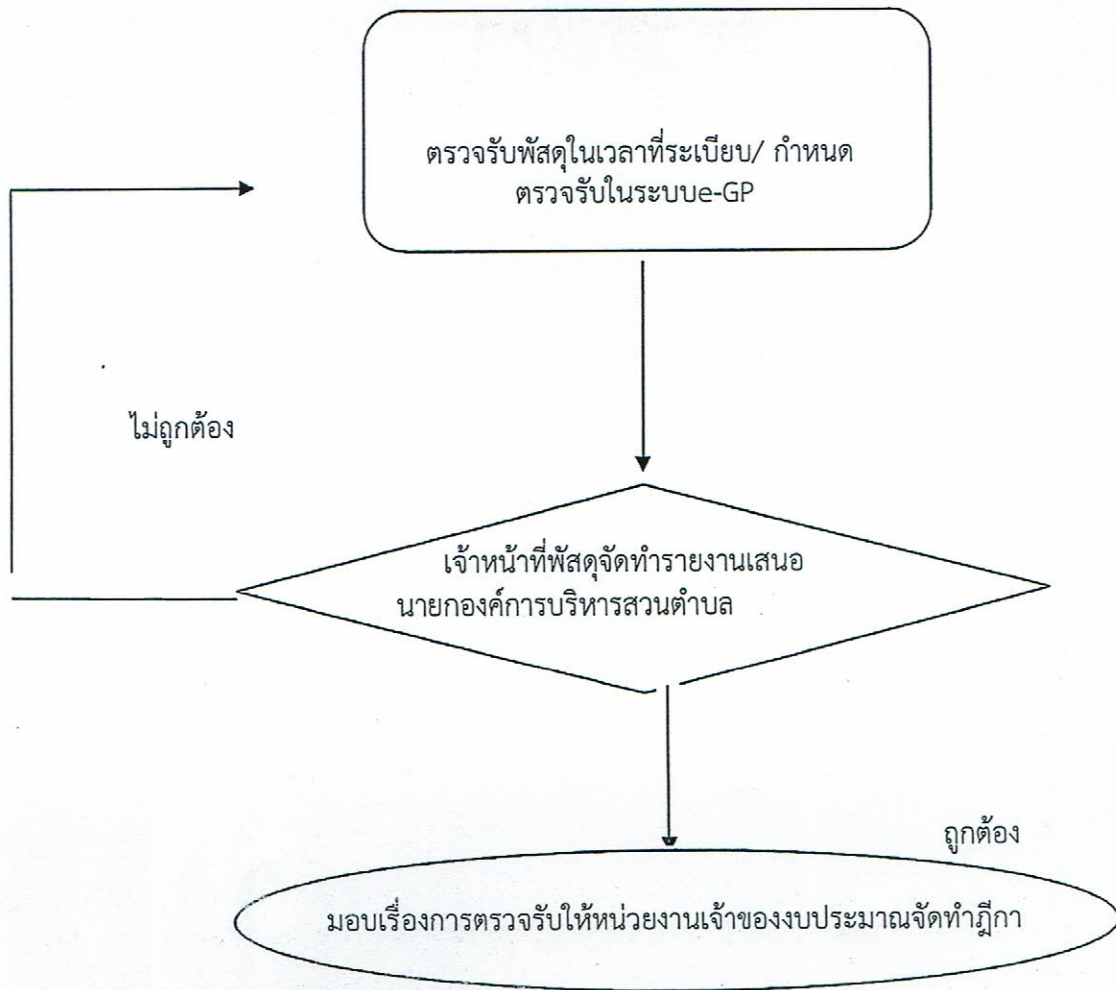 ตรวจรับพัสดุในเวลาที่ระเบียบ/ กำหนด
ตรวจรับในระบบe-GP
ไม่ถูกต้อง
เจ้าหน้าที่พัสดุจัดทำรายงานเสนอ
นายกองค์การบริหารสวนตำบล
ถูกต้อง
มอบเรื่องการตรวจรับให้หน่วยงานเจ้าของงบประมาณจัดทำฎีกา